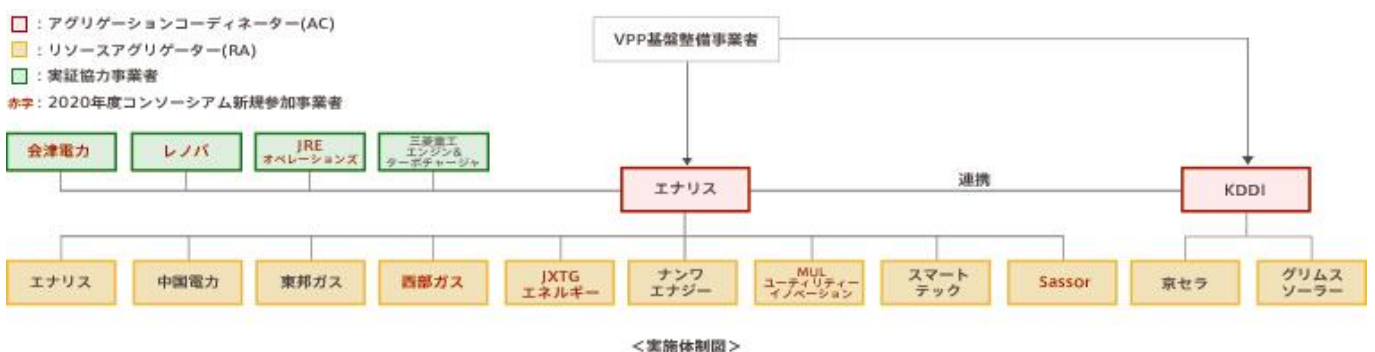 ：アグリゲーションコーディネーター(AC)
：リソースアグリゲーター(RA)
：実証協力事業者
赤字：2020年度コンソーシアム新規参加事業者
VPP基盤整備事業者
会津電力
レノバ
JRE
オペレーションズ
三菱重工
エンジン&
ターボチャージャ
エナリス
連携
KDDI
エナリス
中国電力
東邦ガス
西部ガス
JXTG
エネルギー
ナンワ
エナジー
MUL
ユーティリティー
イノベーション
スマート
テック
Sassor
京セラ
グリムス
ソーラー
＜実施体制図＞